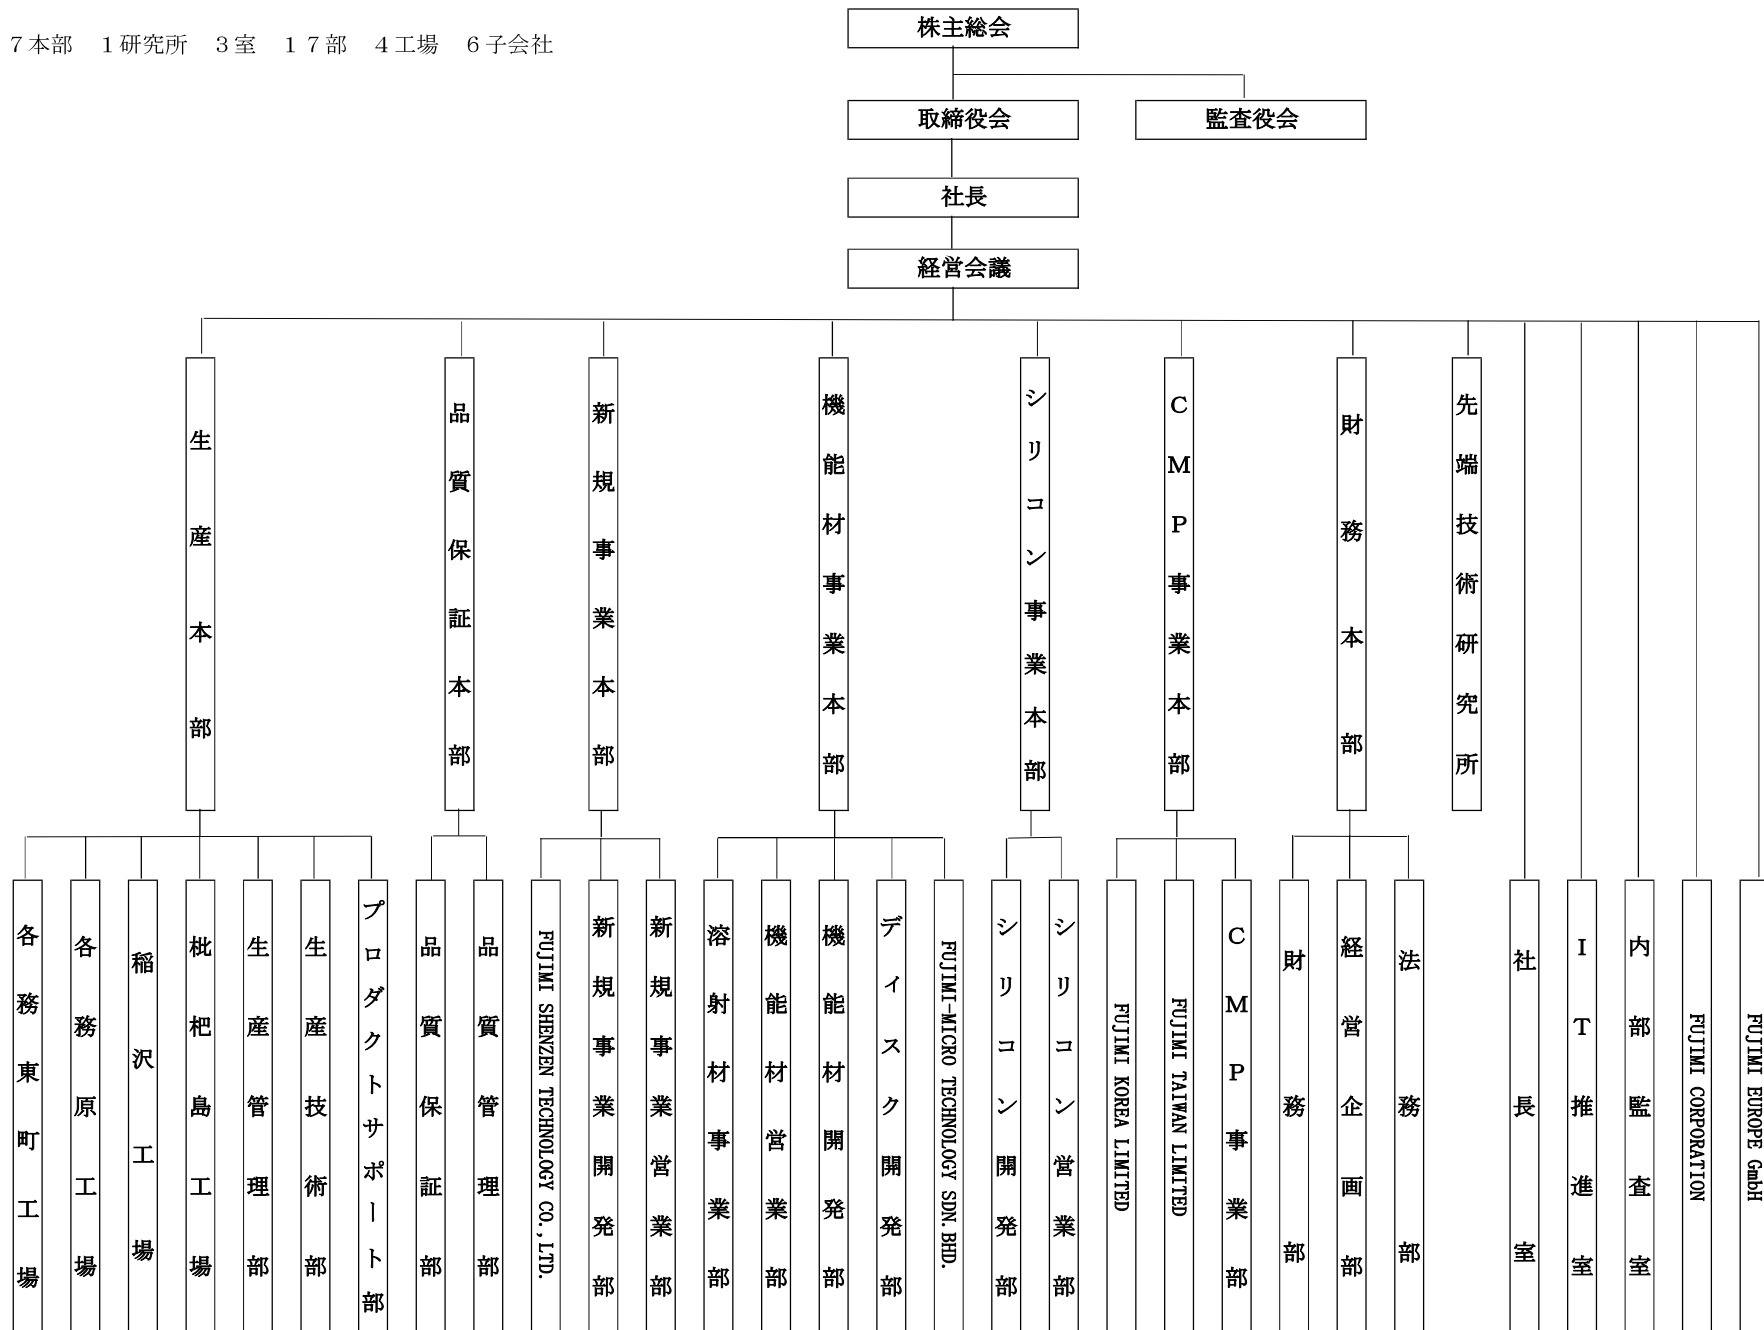 株主総会
７本部　１研究所　３室　１７部　４工場　６子会社
取締役会
監査役会
社長
経営会議
生産本部
品質保証本部
新規事業本部
機能材事業本部
シリコン事業本部
ＣＭＰ事業本部
財務本部
先端技術研究所
各務東町工場
各務原工場
稲沢工場
枇杷島工場
生産管理部
生産技術部
プロダクトサポート部
品質保証部
品質管理部
FUJIMI SHENZEN TECHNOLOGY CO.,LTD.
新規事業開発部
新規事業営業部
溶射材事業部
機能材営業部
機能材開発部
ディスク開発部
FUJIMI-MICRO TECHNOLOGY SDN.BHD.
シリコン開発部
シリコン営業部
FUJIMI KOREA LIMITED
FUJIMI TAIWAN LIMITED
ＣＭＰ事業部
財務部
経営企画部
法務部
社長室
ＩＴ推進室
内部監査室
FUJIMI CORPORATION
FUJIMI EUROPE GmbH